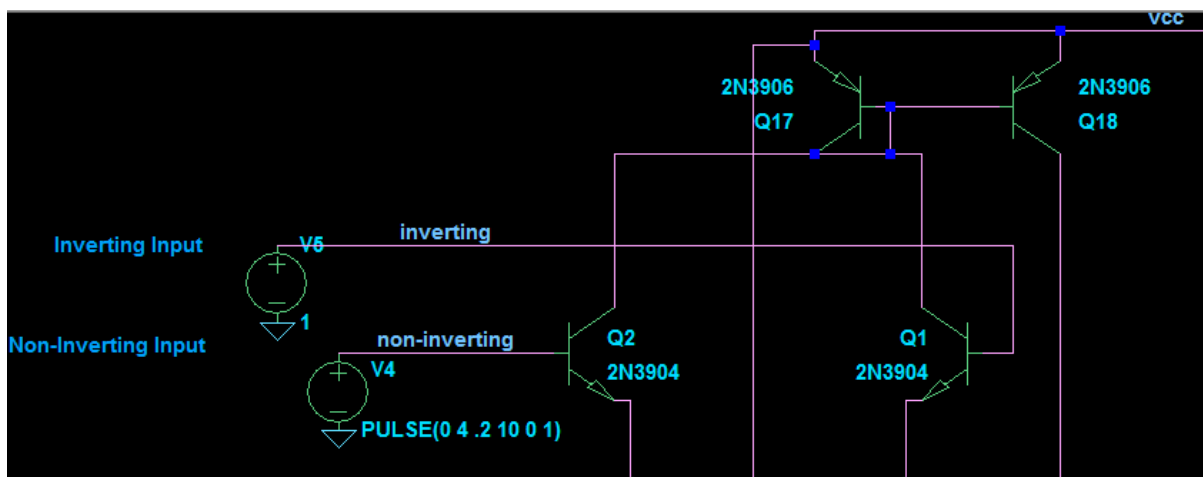 vcc
2N3906
2N3906
Q17
Q18
Inverting Input
V5
inverting
1
Non-Inverting Input
non-inverting
V4
Q2
Q1
2N3904
2N3904
PULSE(0 4 .2 10 0 1)